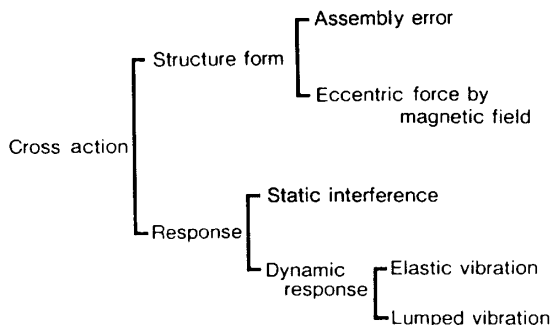 Assembly error
Structure form
Eccentric force by
magnetic field
Cross action
Static interference
Response
Dynamic
response
Elastic vibration
Lumped vibration